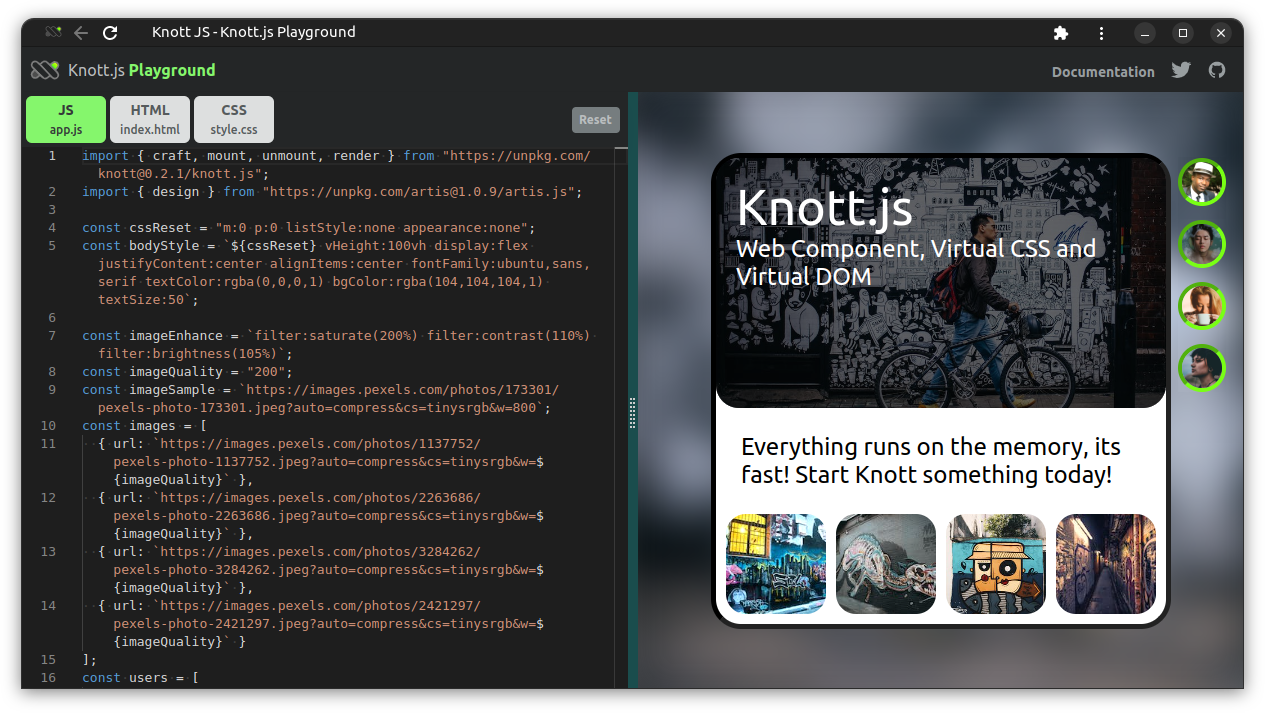 Knott JS - Knott.js Playground
Knott.js Playground
Documentation
JS
app.js
HTML
index.html
CSS
style.css
Reset
1 import { craft, mount, unmount, render } from "https://unpkg.com/
knott@0.2.1/knott.js";
2 import { design } from "https://unpkg.com/artis@1.0.9/artis.js";
3
4 const cssReset = "m:0 p:0 listStyle:none appearance:none";
5 const bodyStyle = `${cssReset} vHeight:100vh display:flex
justifyContent:center alignItems:center fontFamily:ubuntu,sans,
serif textColor:rgba(0,0,0,1) bgColor:rgba(104,104,104,1)
textSize:50`;
6
7 const imageEnhance = `filter:saturate(200%) filter:contrast(110%)
filter:brightness(105%)`;
8 const imageQuality = "200";
9 const imageSample = `https://images.pexels.com/photos/173301/
pexels-photo-173301.jpeg?auto=compress&cs=tinysrgb&w=800`;
10 const images = [
11 { url: `https://images.pexels.com/photos/1137752/
pexels-photo-1137752.jpeg?auto=compress&cs=tinysrgb&w=$
{imageQuality}` },
12 { url: `https://images.pexels.com/photos/2263686/
pexels-photo-2263686.jpeg?auto=compress&cs=tinysrgb&w=$
{imageQuality}` },
13 { url: `https://images.pexels.com/photos/3284262/
pexels-photo-3284262.jpeg?auto=compress&cs=tinysrgb&w=$
{imageQuality}` },
14 { url: `https://images.pexels.com/photos/2421297/
pexels-photo-2421297.jpeg?auto=compress&cs=tinysrgb&w=$
{imageQuality}` }
15 ];
16 const users = [
Knott.js
Web Component, Virtual CSS and
Virtual DOM
Everything runs on the memory, its
fast! Start Knott something today!